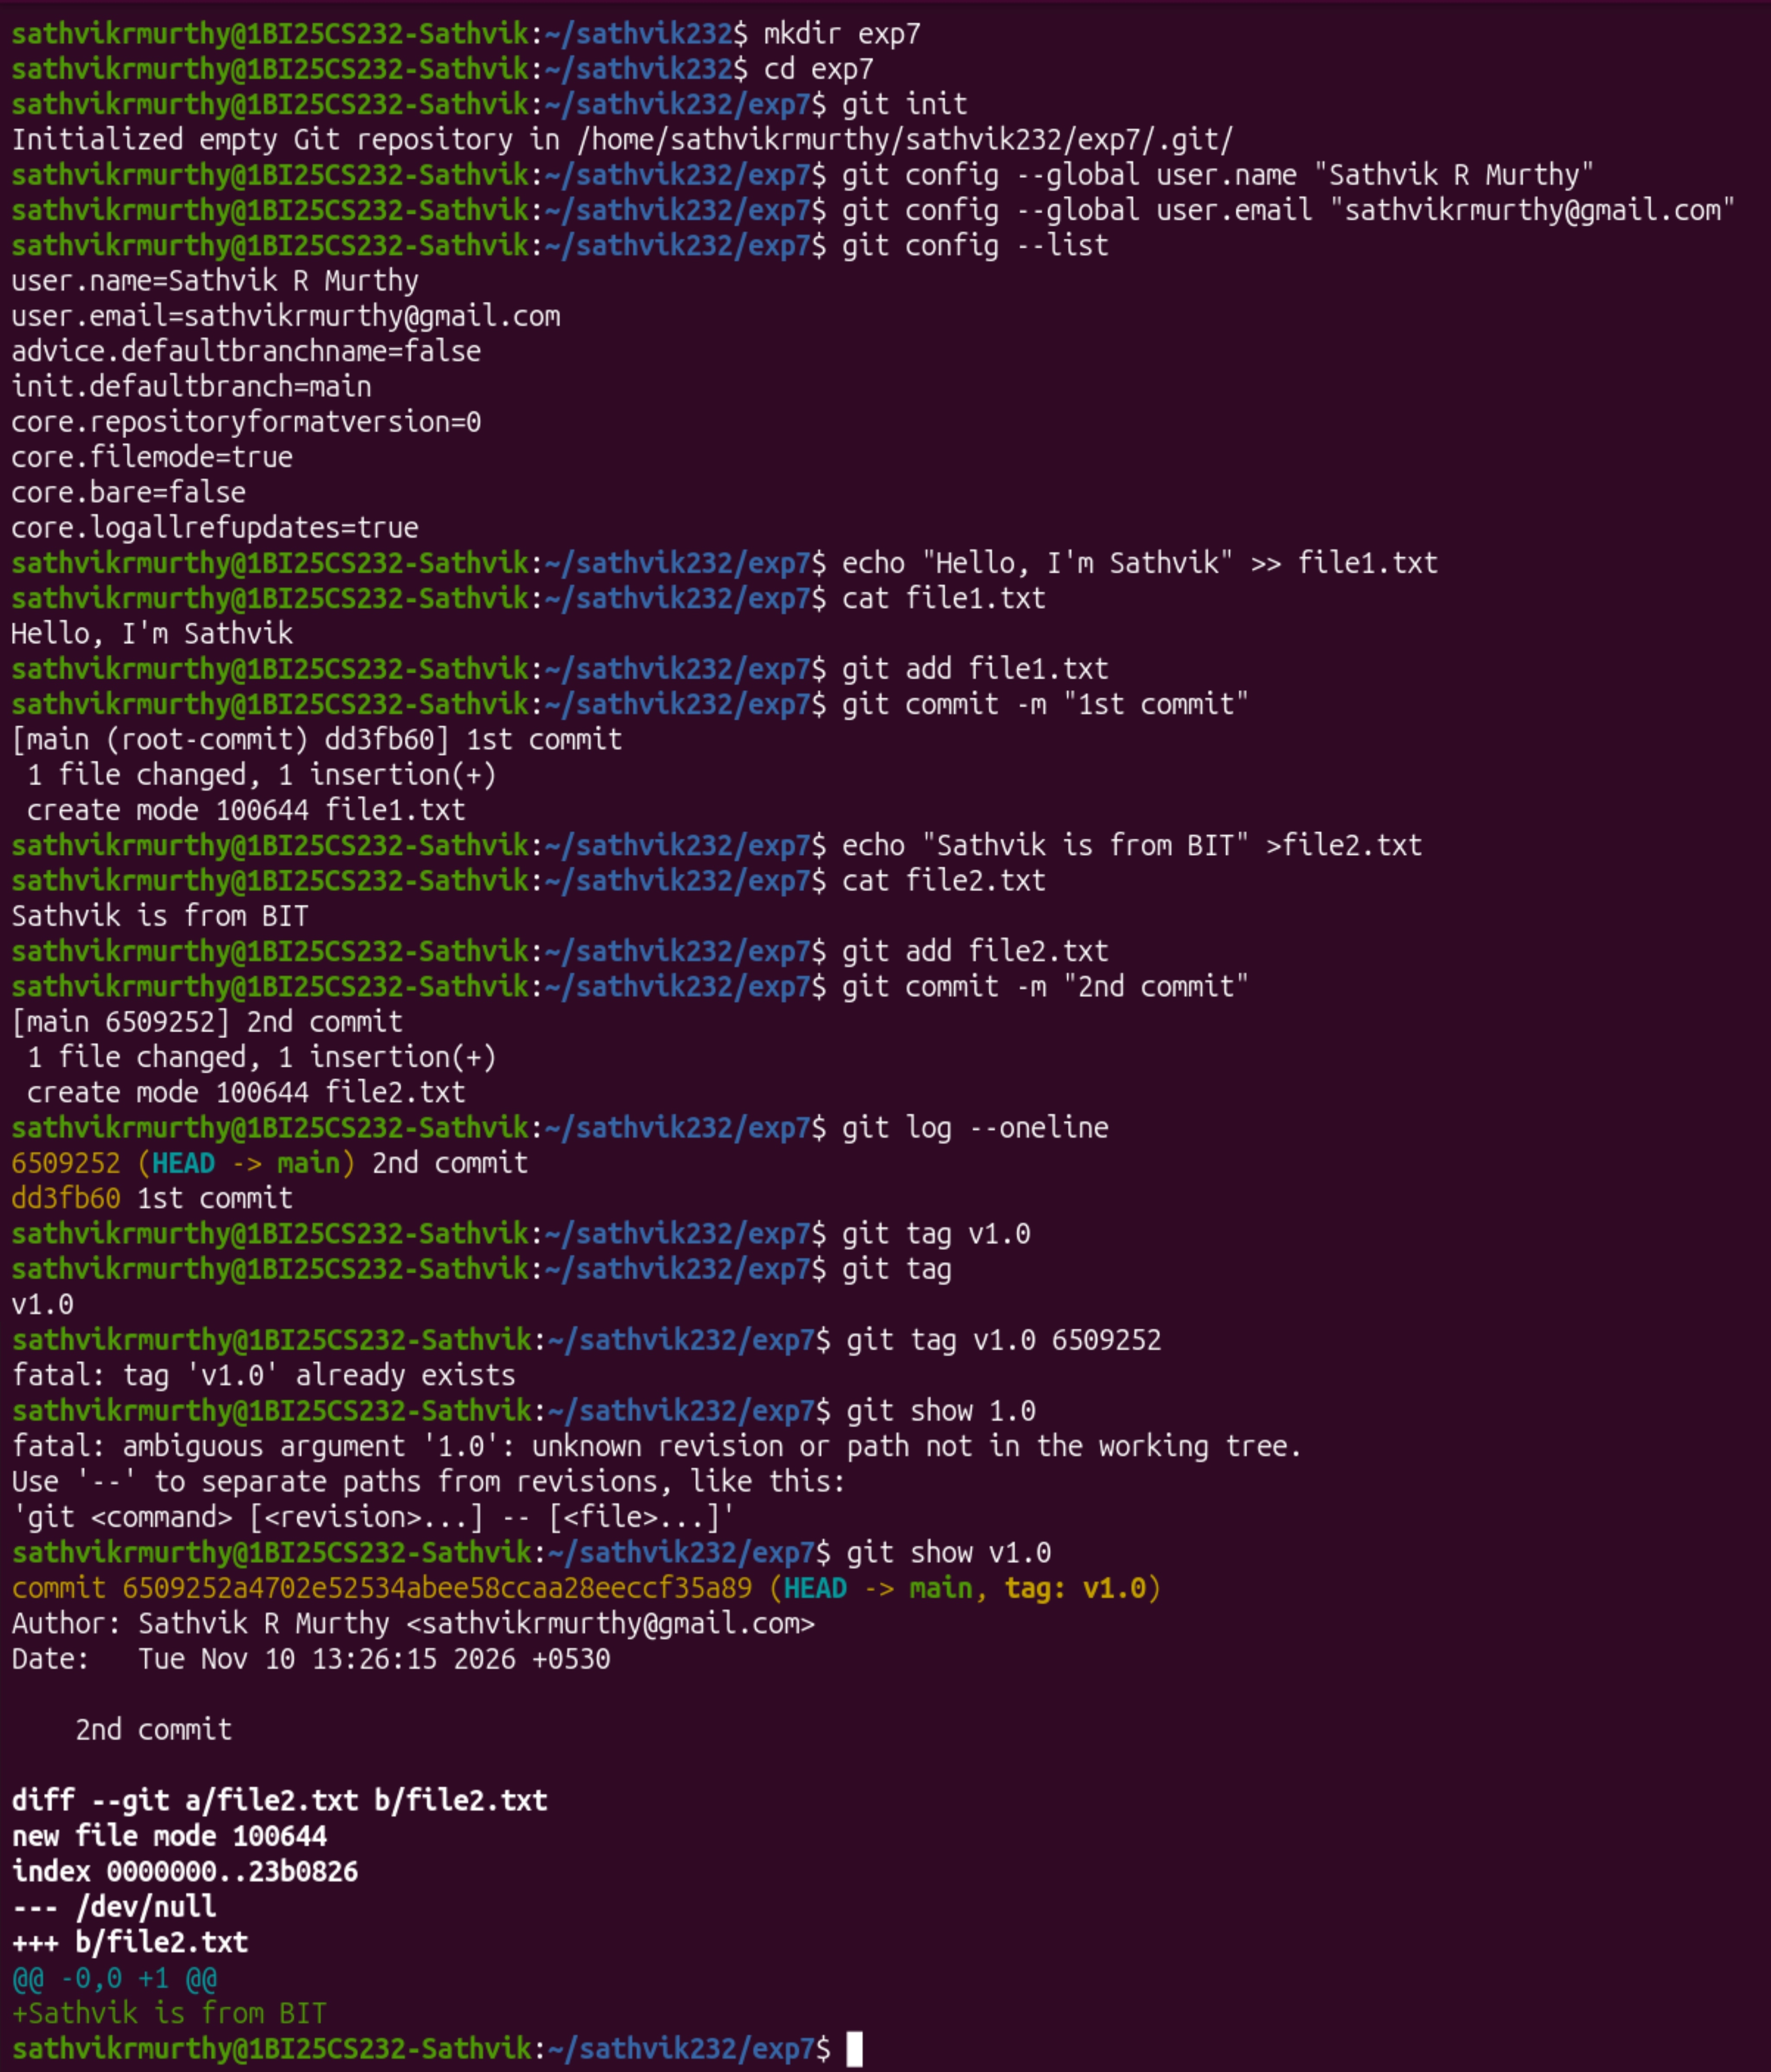 sathvikrmurthy@1BI25CS232-Sathvik:~/sathvik232$ mkdir exp7
sathvikrmurthy@1BI25CS232-Sathvik:~/sathvik232$ cd exp7
sathvikrmurthy@1BI25CS232-Sathvik:~/sathvik232/exp7$ git init
Initialized empty Git repository in /home/sathvikrmurthy/sathvik232/exp7/.git/
sathvikrmurthy@1BI25CS232-Sathvik:~/sathvik232/exp7$ git config --global user.name "Sathvik R Murthy"
sathvikrmurthy@1BI25CS232-Sathvik:~/sathvik232/exp7$ git config --global user.email "sathvikrmurthy@gmail.com"
sathvikrmurthy@1BI25CS232-Sathvik:~/sathvik232/exp7$ git config --list
user.name=Sathvik R Murthy
user.email=sathvikrmurthy@gmail.com
advice.defaultbranchname=false
init.defaultbranch=main
core.repositoryformatversion=0
core.filemode=true
core.bare=false
core.logallrefupdates=true
sathvikrmurthy@1BI25CS232-Sathvik:~/sathvik232/exp7$ echo "Hello, I'm Sathvik" >> file1.txt
sathvikrmurthy@1BI25CS232-Sathvik:~/sathvik232/exp7$ cat file1.txt
Hello, I'm Sathvik
sathvikrmurthy@1BI25CS232-Sathvik:~/sathvik232/exp7$ git add file1.txt
sathvikrmurthy@1BI25CS232-Sathvik:~/sathvik232/exp7$ git commit -m "1st commit"
[main (root-commit) dd3fb60] 1st commit
 1 file changed, 1 insertion(+)
 create mode 100644 file1.txt
sathvikrmurthy@1BI25CS232-Sathvik:~/sathvik232/exp7$ echo "Sathvik is from BIT" >file2.txt
sathvikrmurthy@1BI25CS232-Sathvik:~/sathvik232/exp7$ cat file2.txt
Sathvik is from BIT
sathvikrmurthy@1BI25CS232-Sathvik:~/sathvik232/exp7$ git add file2.txt
sathvikrmurthy@1BI25CS232-Sathvik:~/sathvik232/exp7$ git commit -m "2nd commit"
[main 6509252] 2nd commit
 1 file changed, 1 insertion(+)
 create mode 100644 file2.txt
sathvikrmurthy@1BI25CS232-Sathvik:~/sathvik232/exp7$ git log --oneline
6509252 (HEAD -> main) 2nd commit
dd3fb60 1st commit
sathvikrmurthy@1BI25CS232-Sathvik:~/sathvik232/exp7$ git tag v1.0
sathvikrmurthy@1BI25CS232-Sathvik:~/sathvik232/exp7$ git tag
v1.0
sathvikrmurthy@1BI25CS232-Sathvik:~/sathvik232/exp7$ git tag v1.0 6509252
fatal: tag 'v1.0' already exists
sathvikrmurthy@1BI25CS232-Sathvik:~/sathvik232/exp7$ git show 1.0
fatal: ambiguous argument '1.0': unknown revision or path not in the working tree.
Use '--' to separate paths from revisions, like this:
'git <command> [<revision>...] -- [<file>...]'
sathvikrmurthy@1BI25CS232-Sathvik:~/sathvik232/exp7$ git show v1.0
commit 6509252a4702e52534abee58ccaa28eeccf35a89 (HEAD -> main, tag: v1.0)
Author: Sathvik R Murthy <sathvikrmurthy@gmail.com>
Date:   Tue Nov 10 13:26:15 2026 +0530
    2nd commit
diff --git a/file2.txt b/file2.txt
new file mode 100644
index 0000000..23b0826
--- /dev/null
+++ b/file2.txt
@@ -0,0 +1 @@
+Sathvik is from BIT
sathvikrmurthy@1BI25CS232-Sathvik:~/sathvik232/exp7$